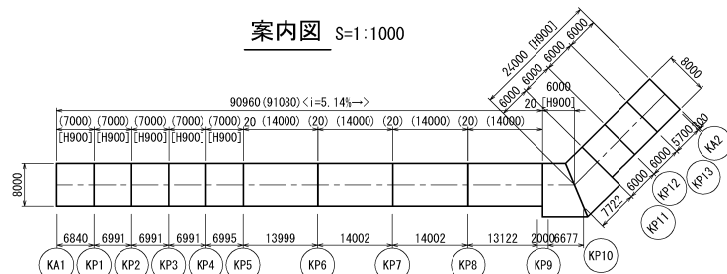 案内図 S=1:1000
24000 [H900]
6000 6000 6000 6000
8000
90960(91030)<i=5.14%→>
6000
20 [H900]
(7000) (7000) (7000) (7000) (7000) 20 (14000) (20) (14000) (20) (14000) (20) (14000)
[H900] [H900] [H900] [H900] [H900]
8000
7722 6000 6000 5700 300
6840 6991 6991 6991 6995 13999 14002 14002 13122 2000 6677
KA1 KP1 KP2 KP3 KP4 KP5 KP6 KP7 KP8 KP9 KP10 KP11 KP12 KP13 KA2